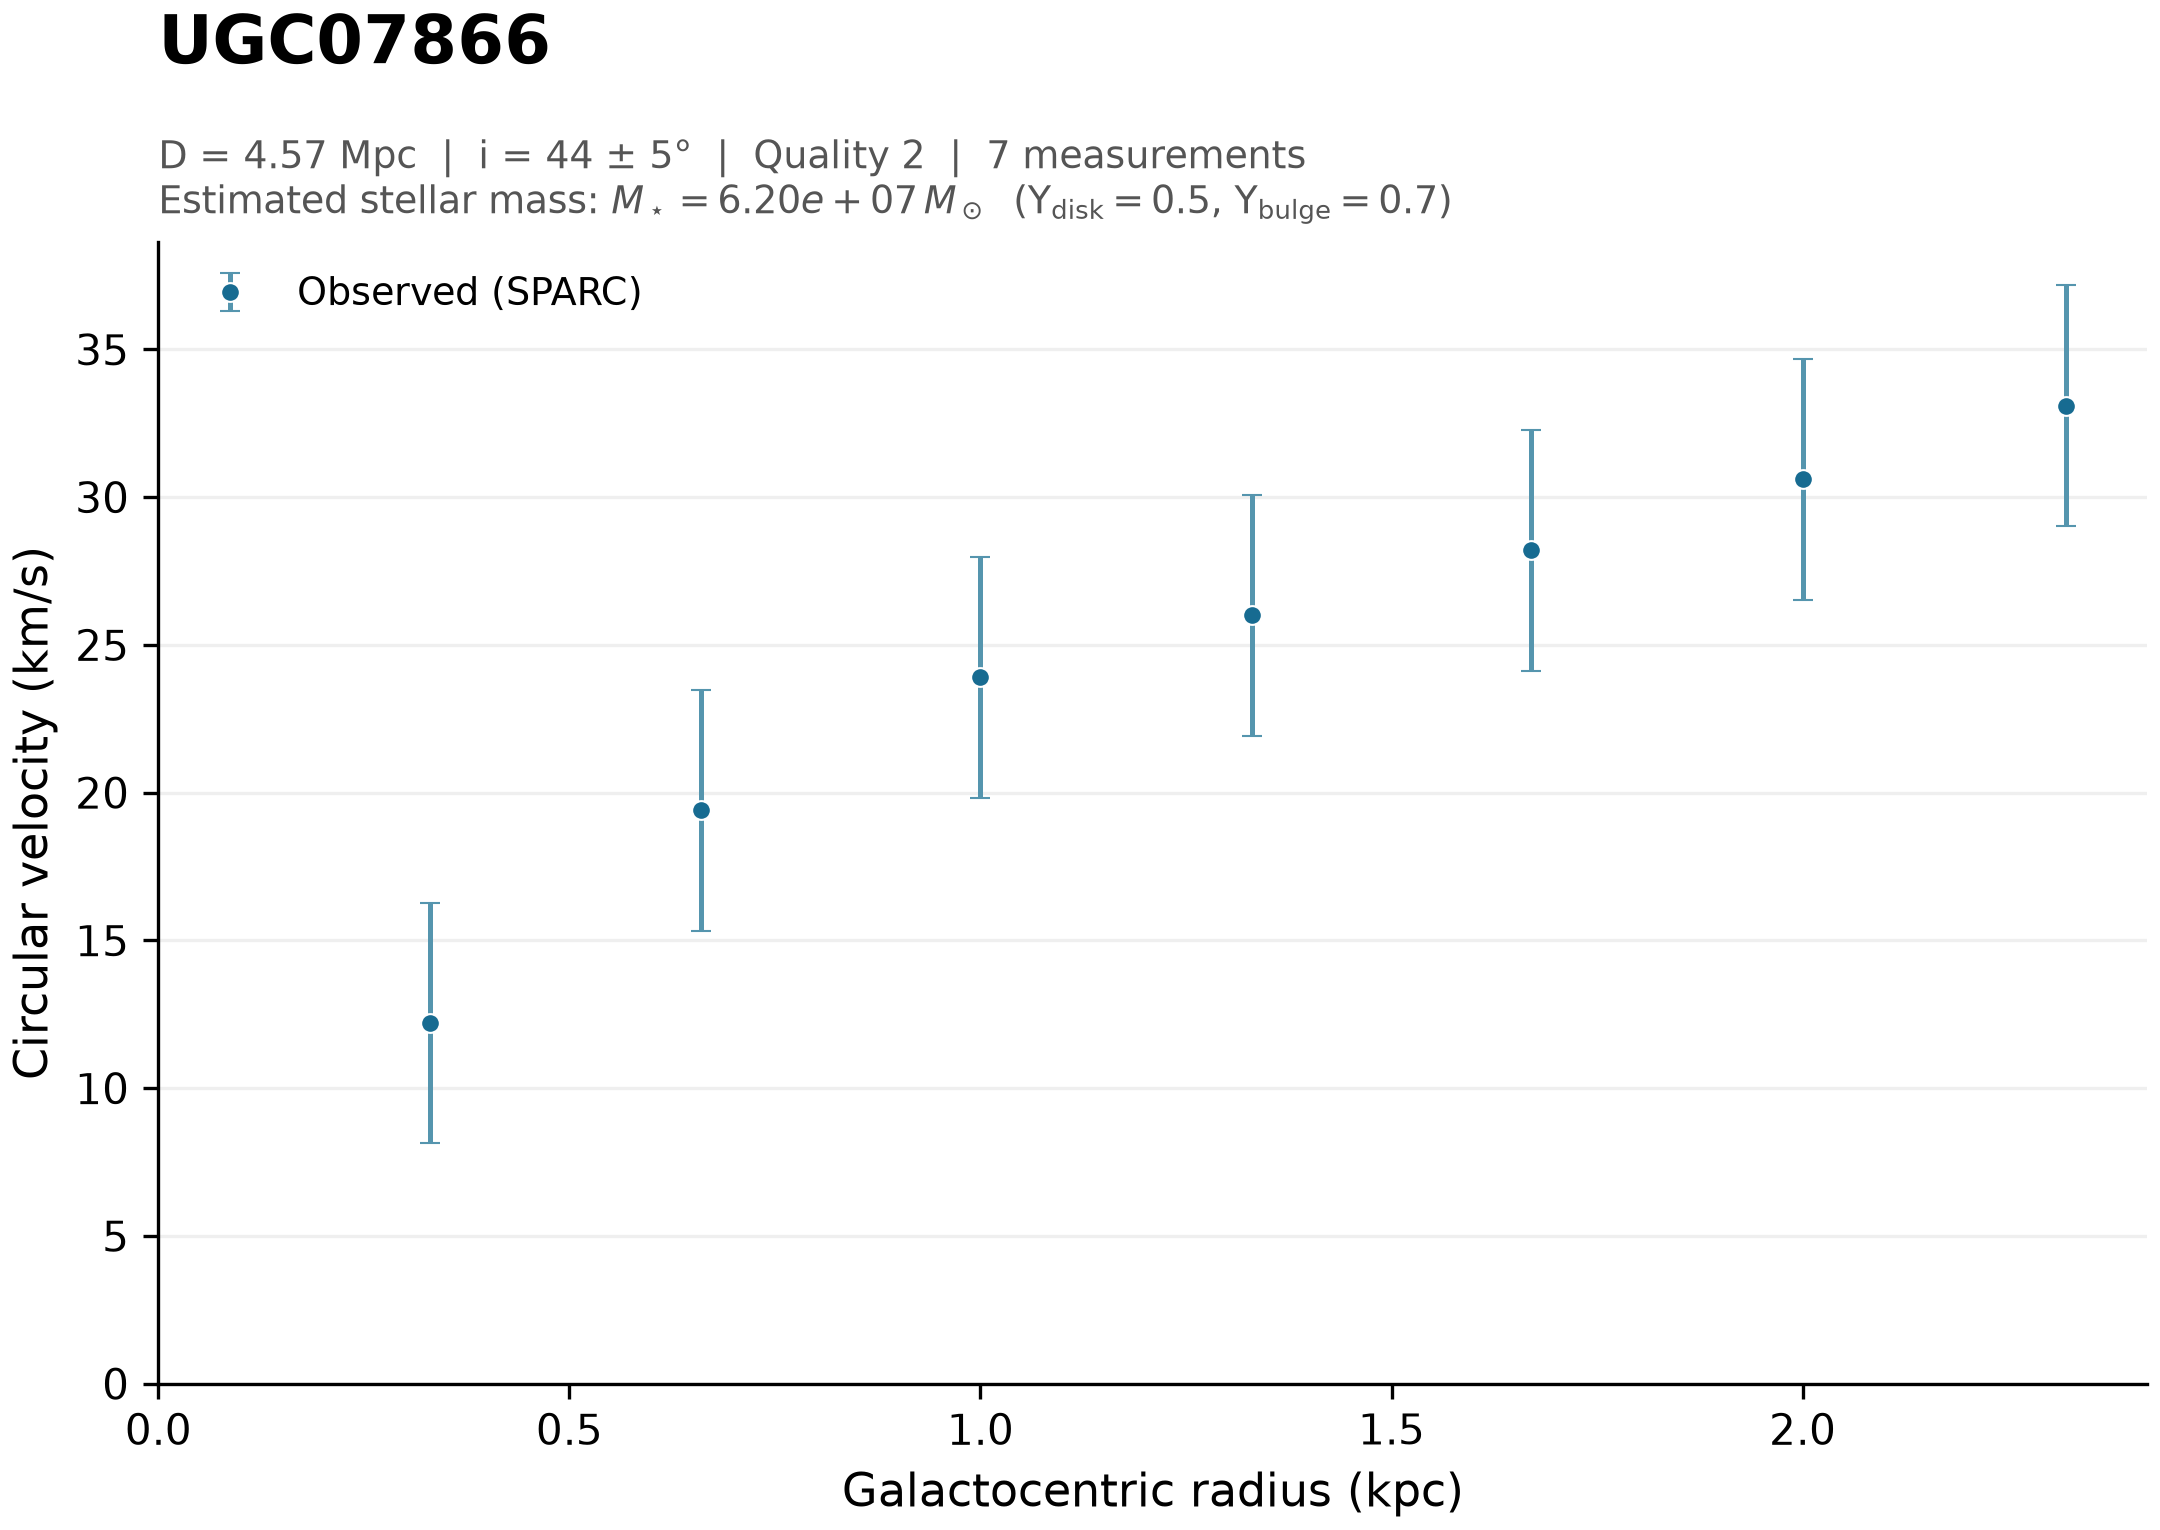 UGC07866
D = 4.57 Mpc | i = 44 ± 5° | Quality 2 | 7 measurements
Estimated stellar mass: M⋆ = 6.20e + 07 M⊙ (Υdisk = 0.5, Υbulge = 0.7)
Observed (SPARC)
35
30
25
20
15
10
5
0
Circular velocity (km/s)
0.0 0.5 1.0 1.5 2.0
Galactocentric radius (kpc)